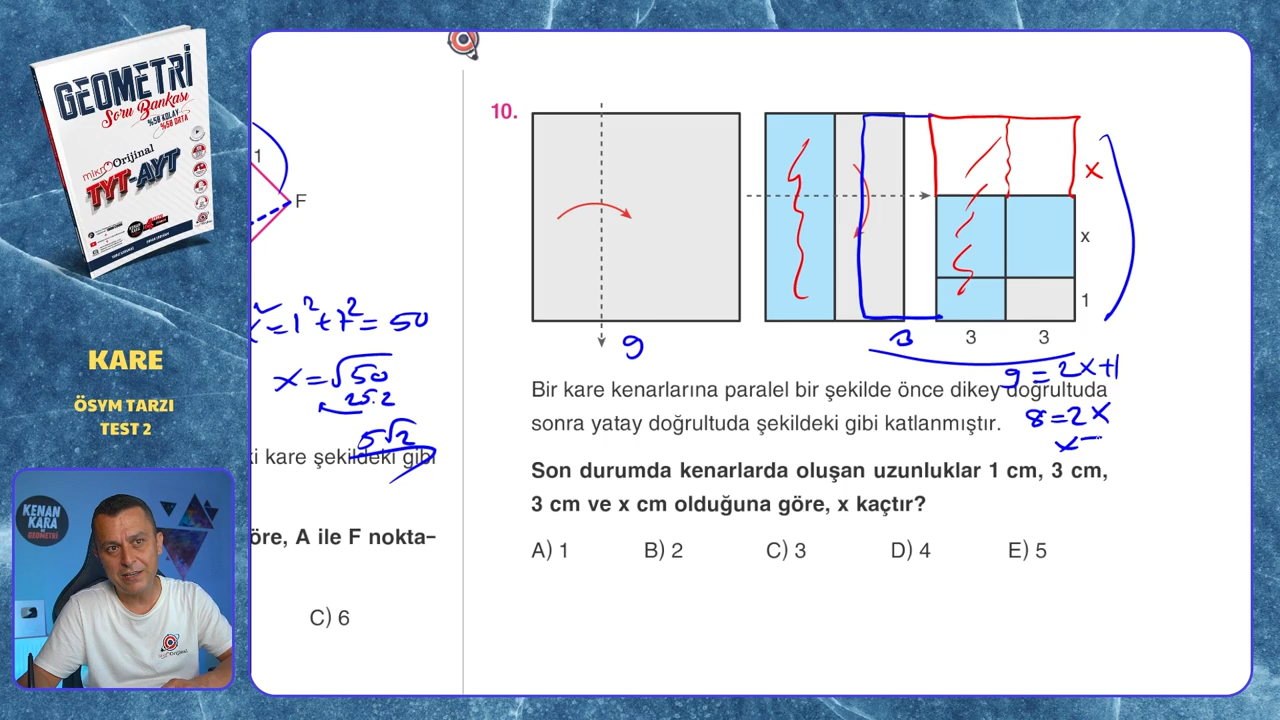 GEOMETRİ
Soru Bankası
%50 KOLAY
%50 ORTA
mikro Orijinal
TYT-AYT
KARE
ÖSYM TARZI
TEST 2
KENAN
KARA
GEOMETRİ
1
F
= 1² + 7² = 50
x = √50
25.2
5√2
ki kare şekildeki gibi
öre, A ile F nokta–
C) 6
10.
9
x
x
1
3
3
3
9 = 2x+1
8 = 2x
x =
Bir kare kenarlarına paralel bir şekilde önce dikey doğrultuda
sonra yatay doğrultuda şekildeki gibi katlanmıştır.
Son durumda kenarlarda oluşan uzunluklar 1 cm, 3 cm,
3 cm ve x cm olduğuna göre, x kaçtır?
A) 1 B) 2 C) 3 D) 4 E) 5